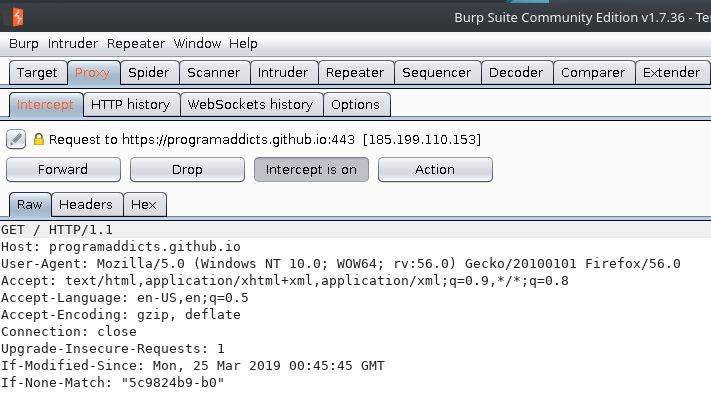 Burp Suite Community Edition v1.7.36 - Te
Burp Intruder Repeater Window Help
Target Proxy Spider Scanner Intruder Repeater Sequencer Decoder Comparer Extender
Intercept HTTP history WebSockets history Options
Request to https://programaddicts.github.io:443 [185.199.110.153]
Forward Drop Intercept is on Action
Raw Headers Hex
GET / HTTP/1.1
Host: programaddicts.github.io
User-Agent: Mozilla/5.0 (Windows NT 10.0; WOW64; rv:56.0) Gecko/20100101 Firefox/56.0
Accept: text/html,application/xhtml+xml,application/xml;q=0.9,*/*;q=0.8
Accept-Language: en-US,en;q=0.5
Accept-Encoding: gzip, deflate
Connection: close
Upgrade-Insecure-Requests: 1
If-Modified-Since: Mon, 25 Mar 2019 00:45:45 GMT
If-None-Match: "5c9824b9-b0"